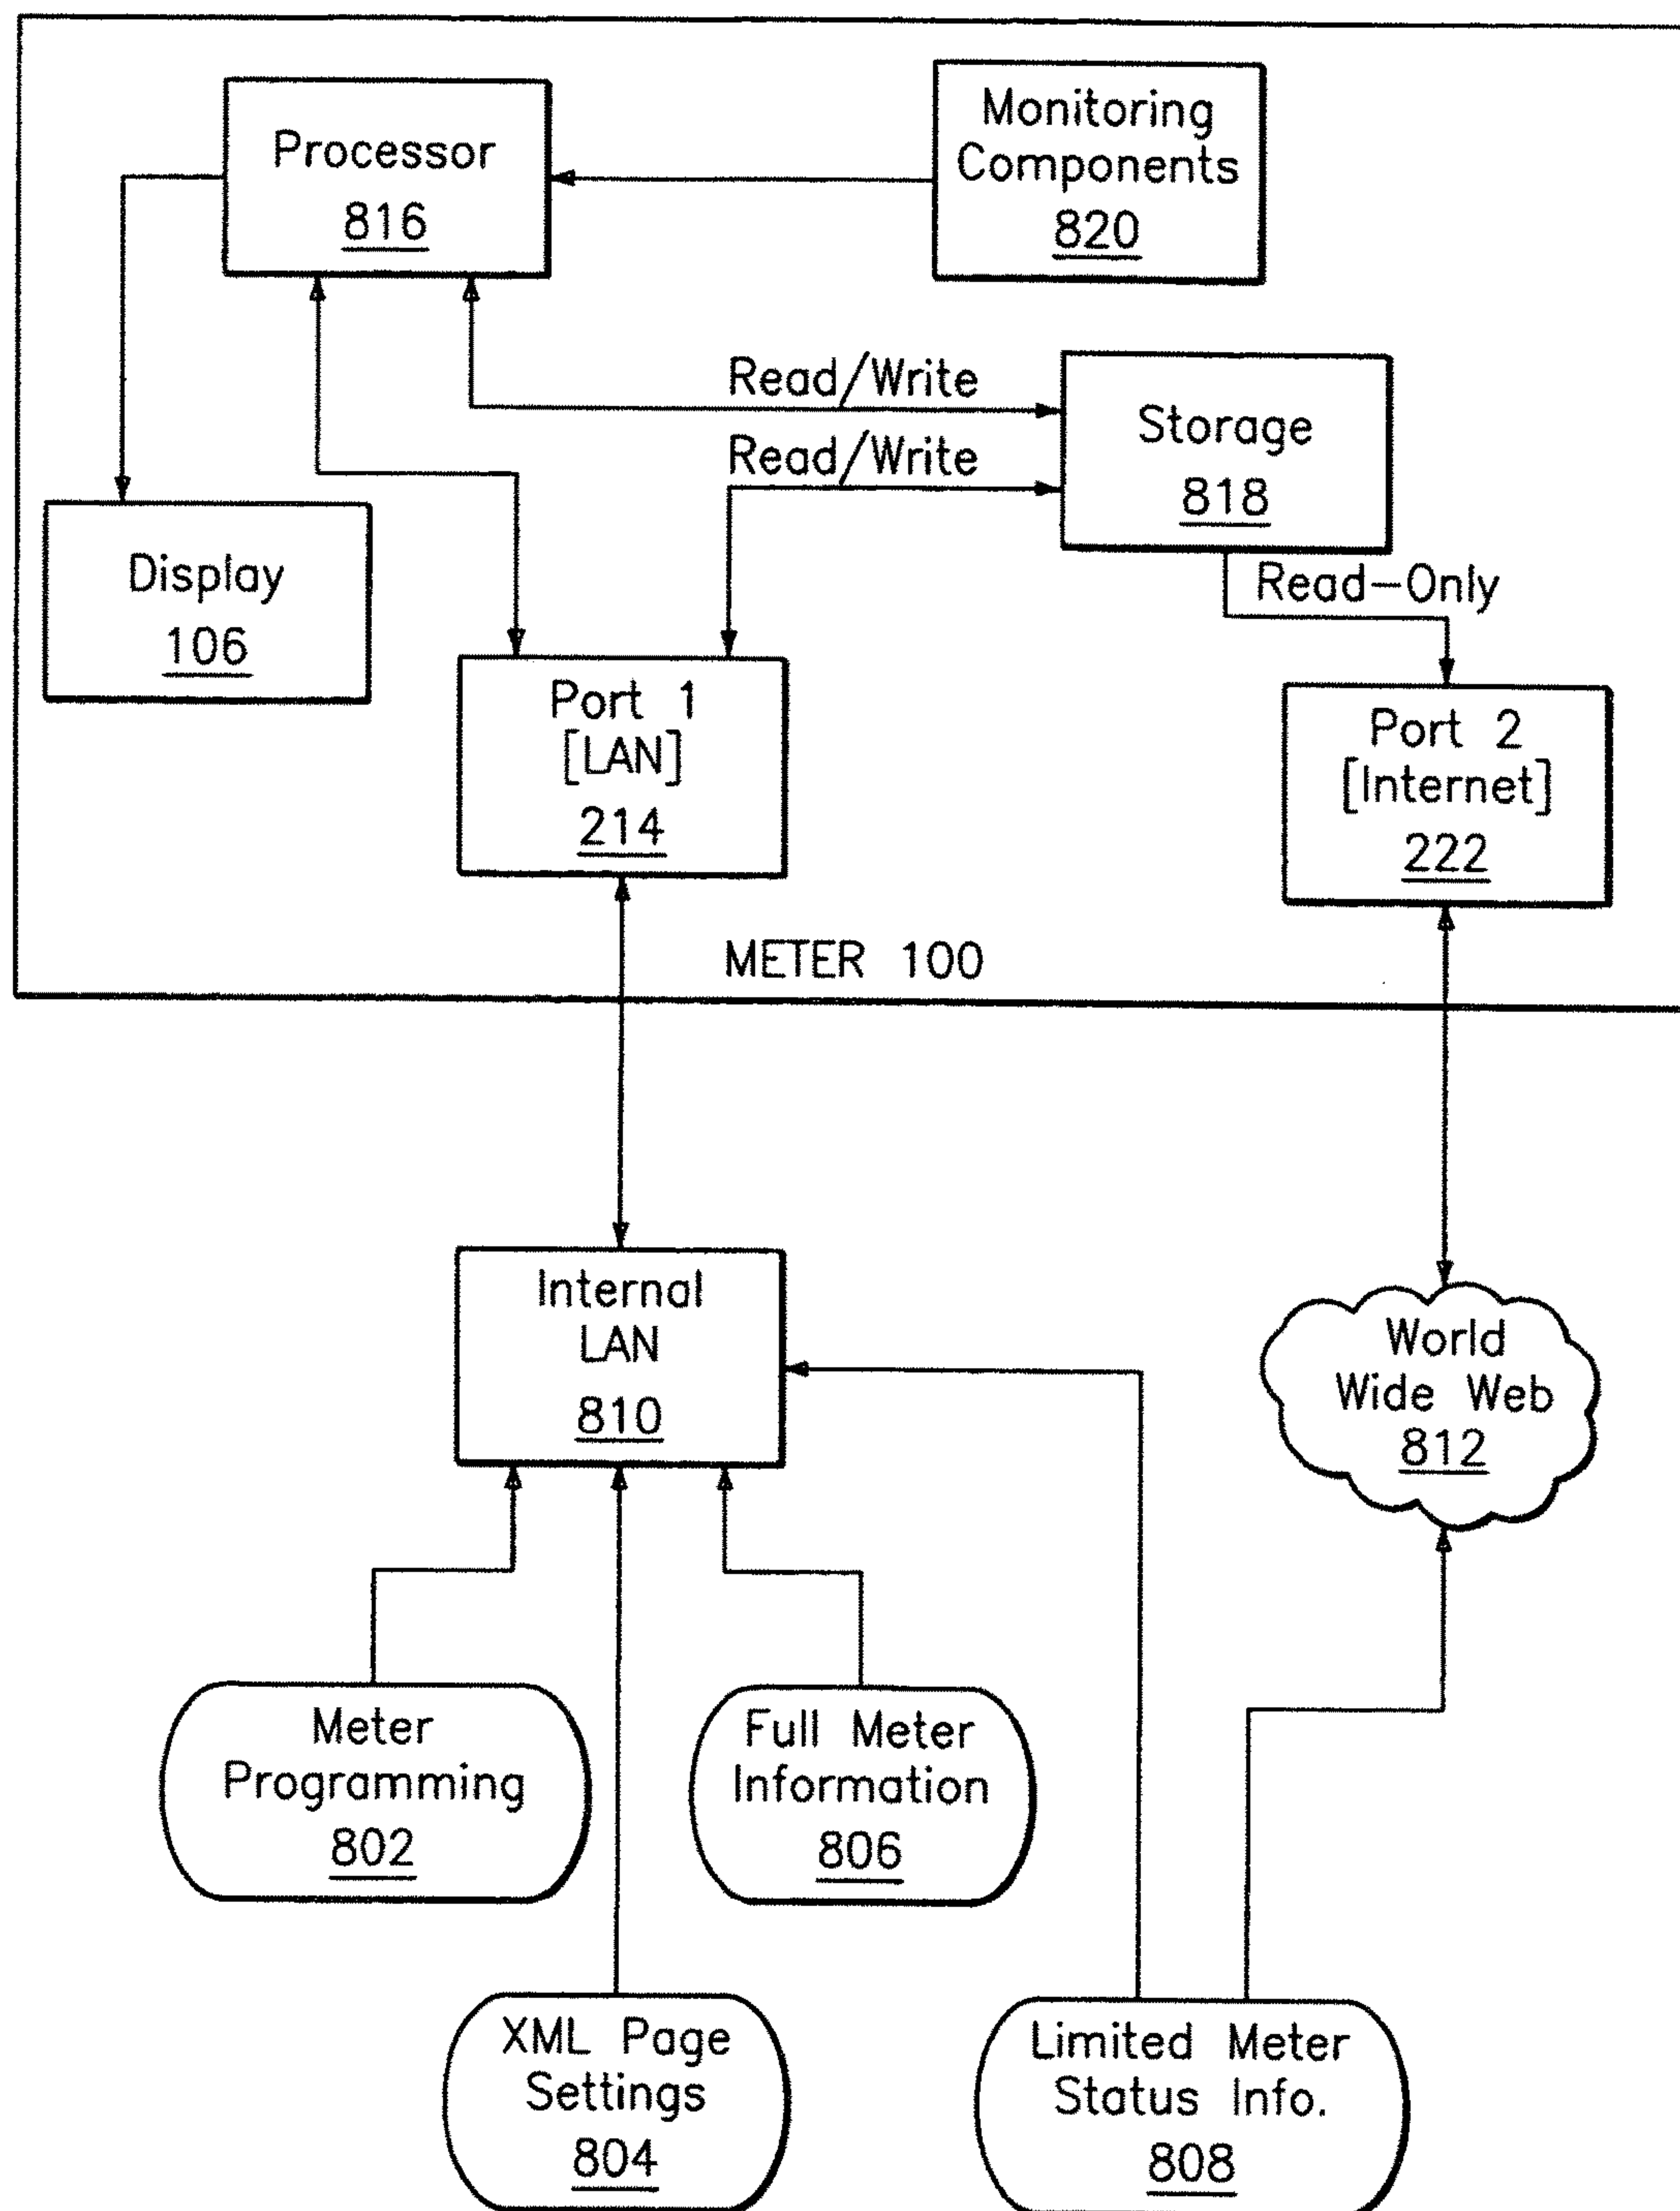 Processor
816
Monitoring
Components
820
Read/Write
Read/Write
Storage
818
Read-Only
Display
106
Port 1
[LAN]
214
Port 2
[Internet]
222
METER 100
Internal
LAN
810
World
Wide Web
812
Meter
Programming
802
Full Meter
Information
806
XML Page
Settings
804
Limited Meter
Status Info.
808